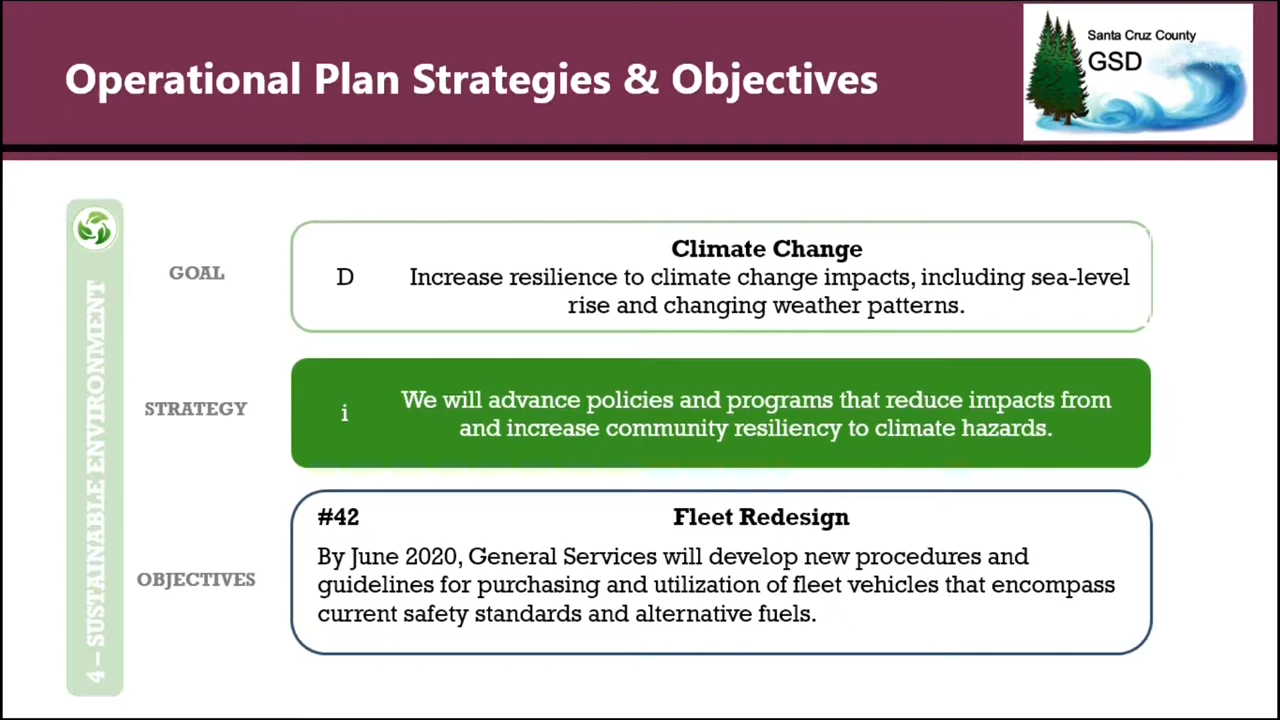 Operational Plan Strategies & Objectives
Santa Cruz County
GSD
4 – SUSTAINABLE ENVIRONMENT
GOAL
D
Climate Change
Increase resilience to climate change impacts, including sea-level
rise and changing weather patterns.
STRATEGY
i
We will advance policies and programs that reduce impacts from
and increase community resiliency to climate hazards.
OBJECTIVES
#42 Fleet Redesign
By June 2020, General Services will develop new procedures and
guidelines for purchasing and utilization of fleet vehicles that encompass
current safety standards and alternative fuels.